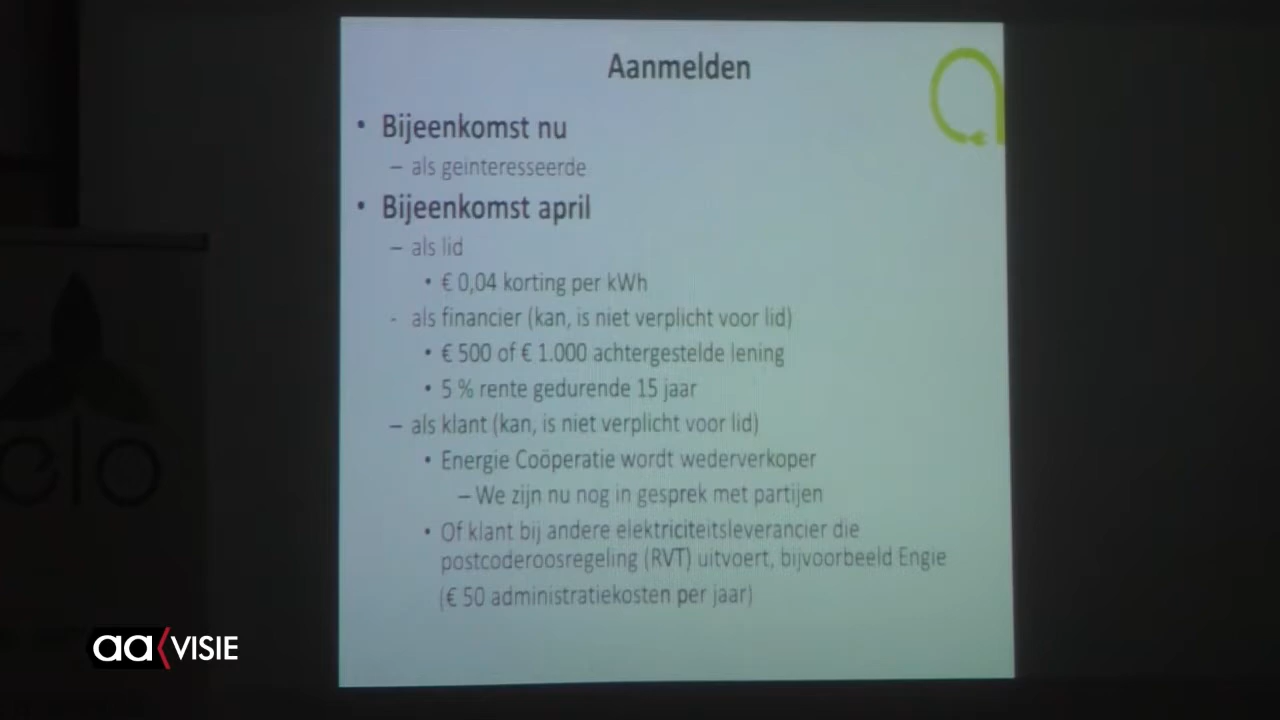 Aanmelden
• Bijeenkomst nu
– als geinteresseerde
• Bijeenkomst april
– als lid
• € 0,04 korting per kWh
- als financier (kan, is niet verplicht voor lid)
• € 500 of € 1.000 achtergestelde lening
• 5 % rente gedurende 15 jaar
– als klant (kan, is niet verplicht voor lid)
• Energie Coöperatie wordt wederverkoper
– We zijn nu nog in gesprek met partijen
• Of klant bij andere elektriciteitsleverancier die
postcoderoosregeling (RVT) uitvoert, bijvoorbeeld Engie
(€ 50 administratiekosten per jaar)
elo
aa VISIE